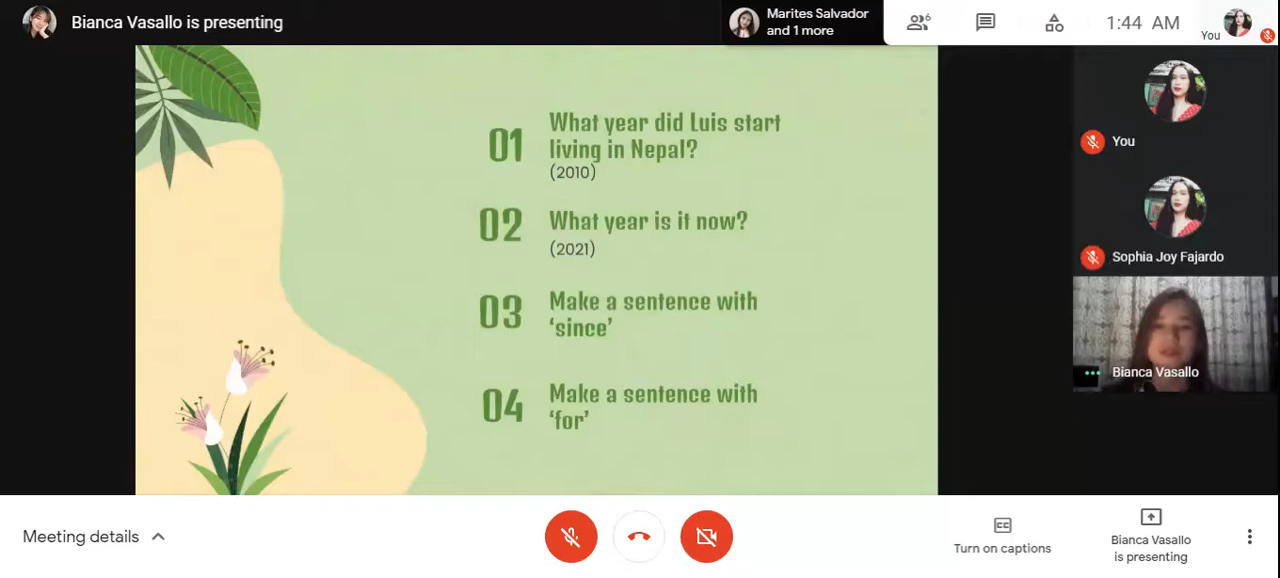 Bianca Vasallo is presenting
Marites Salvador
and 1 more
6
1:44 AM
You
01
What year did Luis start
living in Nepal?
(2010)
02
What year is it now?
(2021)
03
Make a sentence with
‘since’
04
Make a sentence with
‘for’
You
Sophia Joy Fajardo
Bianca Vasallo
Meeting details
CC
Turn on captions
Bianca Vasallo
is presenting